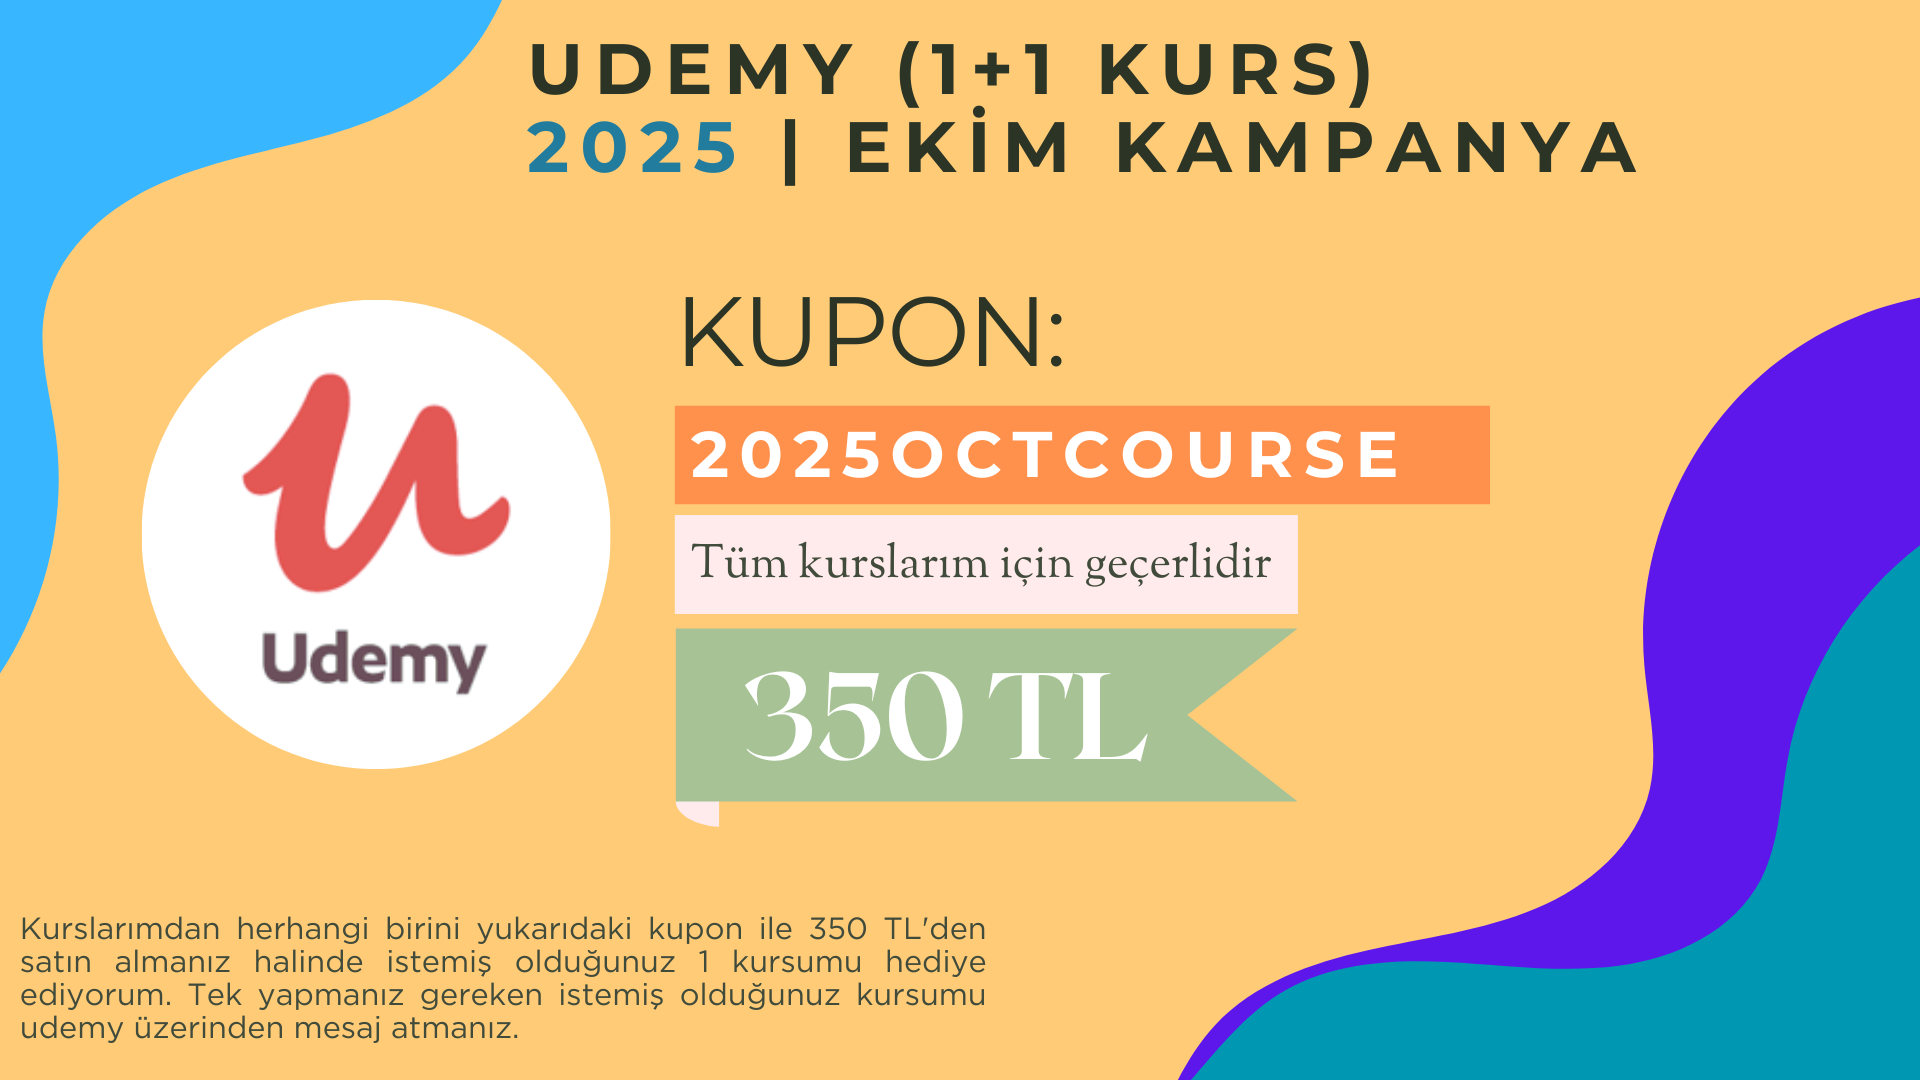 UDEMY (1+1 KURS)
2025 | EKİM KAMPANYA
KUPON:
2025OCTCOURSE
Tüm kurslarım için geçerlidir
350 TL
Udemy
Kurslarımdan herhangi birini yukarıdaki kupon ile 350 TL'den
satın almanız halinde istemiş olduğunuz 1 kursumu hediye
ediyorum. Tek yapmanız gereken istemiş olduğunuz kursumu
udemy üzerinden mesaj atmanız.